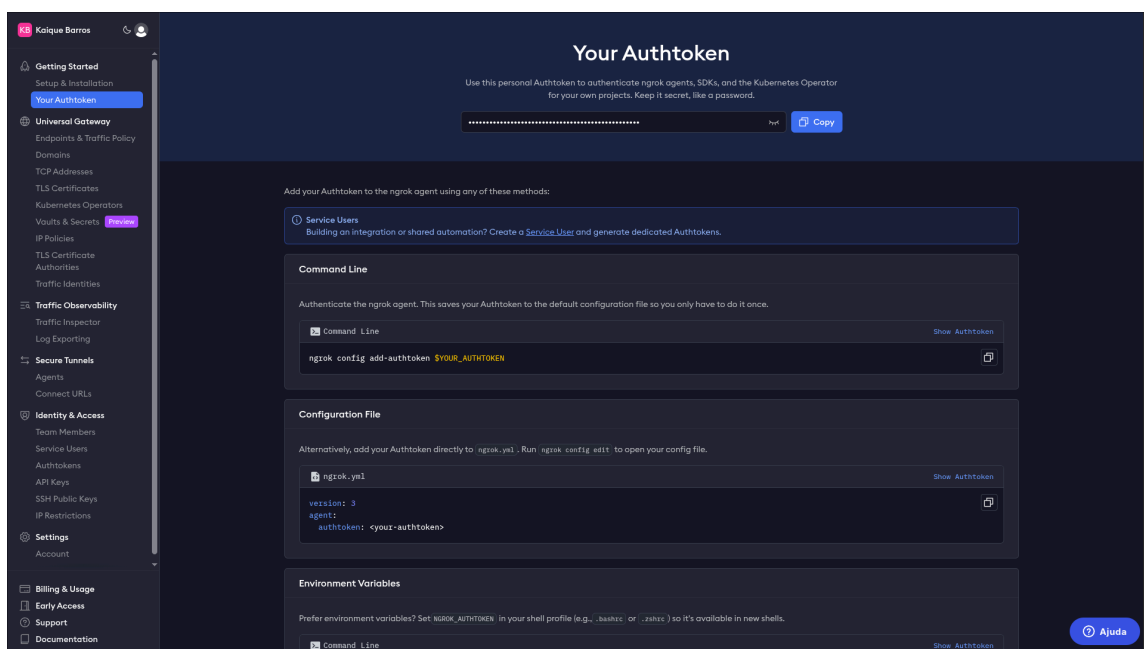 KB Kaique Barros
Getting Started
Setup & Installation
Your Authtoken
Universal Gateway
Endpoints & Traffic Policy
Domains
TCP Addresses
TLS Certificates
Kubernetes Operators
Vaults & Secrets Preview
IP Policies
TLS Certificate
Authorities
Traffic Identities
Traffic Observability
Traffic Inspector
Log Exporting
Secure Tunnels
Agents
Connect URLs
Identity & Access
Team Members
Service Users
Authtokens
API Keys
SSH Public Keys
IP Restrictions
Settings
Account
Billing & Usage
Early Access
Support
Documentation
Your Authtoken
Use this personal Authtoken to authenticate ngrok agents, SDKs, and the Kubernetes Operator
for your own projects. Keep it secret, like a password.
Copy
Add your Authtoken to the ngrok agent using any of these methods:
Service Users
Building an integration or shared automation? Create a Service User and generate dedicated Authtokens.
Command Line
Authenticate the ngrok agent. This saves your Authtoken to the default configuration file so you only have to do it once.
Command Line
Show Authtoken
ngrok config add-authtoken $YOUR_AUTHTOKEN
Configuration File
Alternatively, add your Authtoken directly to ngrok.yml. Run ngrok config edit to open your config file.
ngrok.yml
Show Authtoken
version: 3
agent:
authtoken: <your-authtoken>
Environment Variables
Prefer environment variables? Set NGROK_AUTHTOKEN in your shell profile (e.g., .bashrc or .zshrc) so it's available in new shells.
Command Line
Show Authtoken
Ajuda